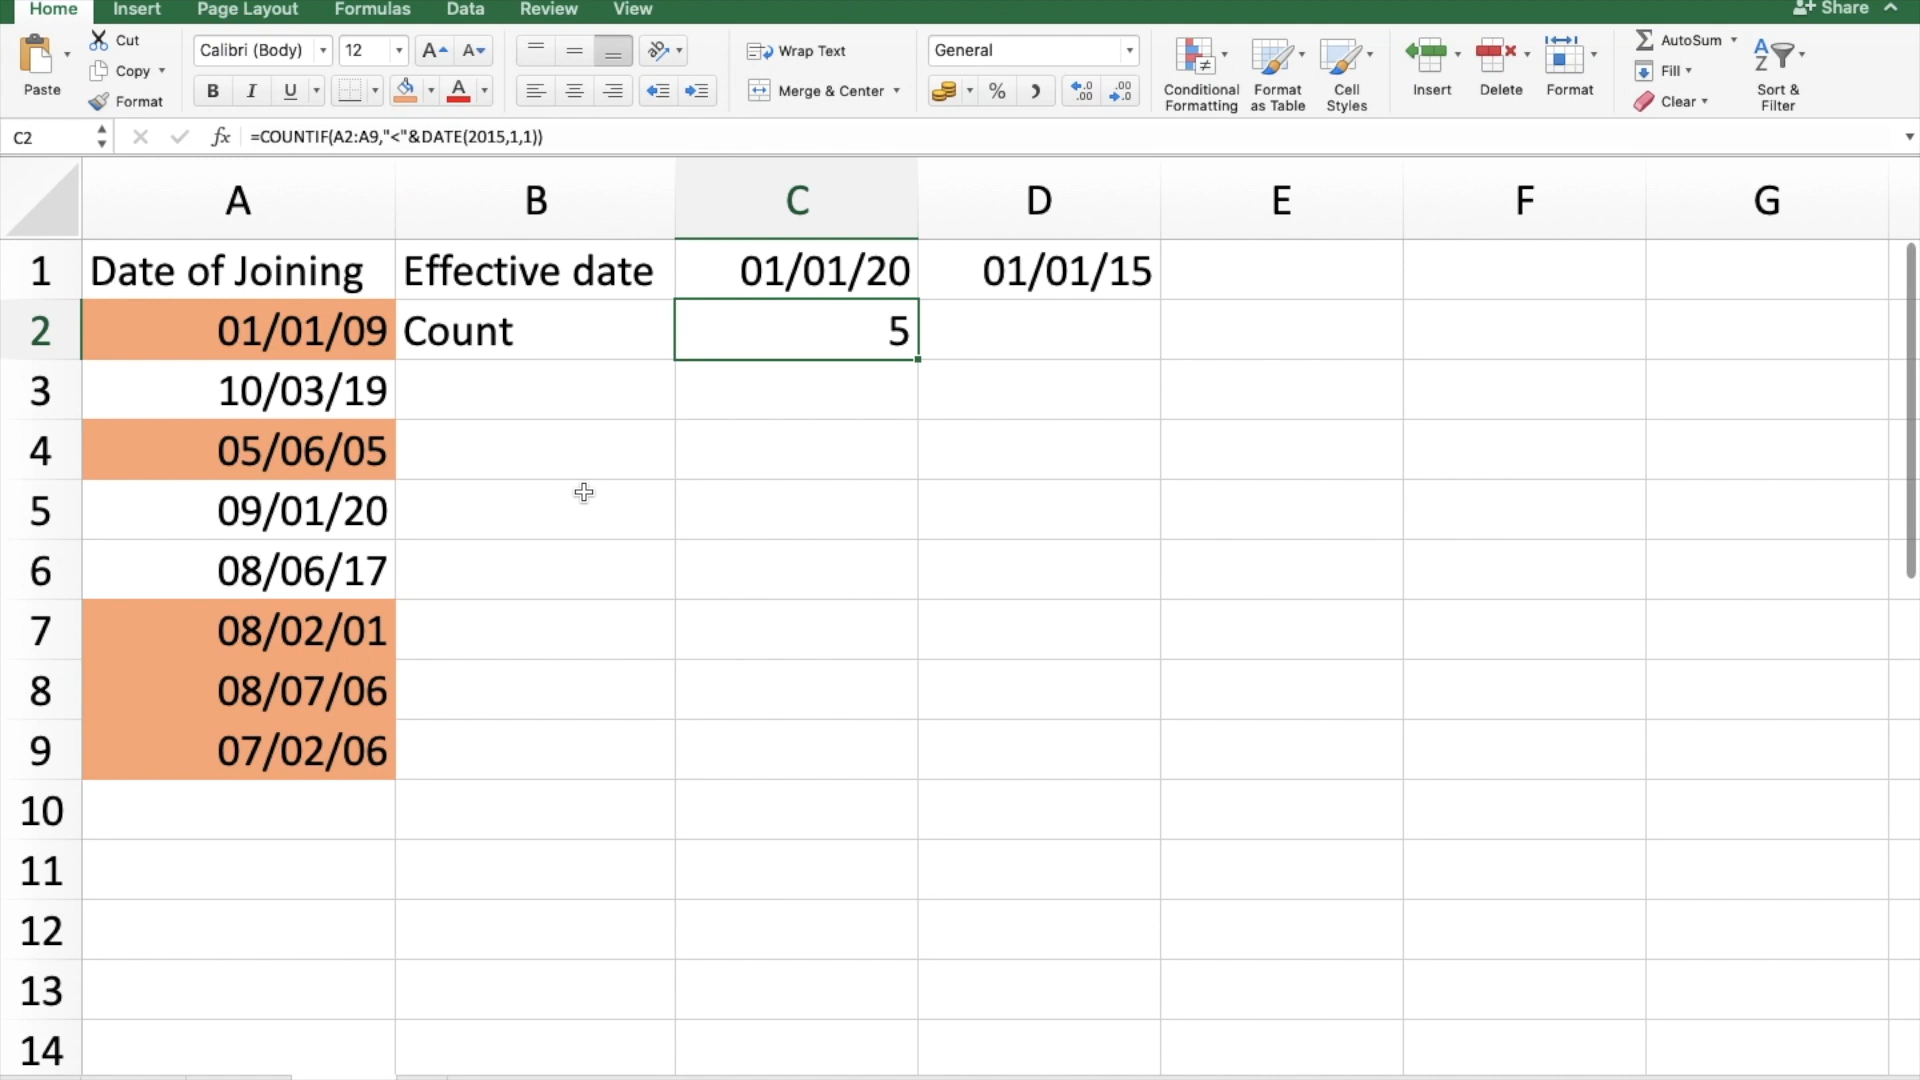 Home Insert Page Layout Formulas Data Review View Share
Paste Cut Copy Format
Calibri (Body) 12 A A
B I U A
Wrap Text
Merge & Center
General
% .0 .00 .00 .0
Conditional Formatting
Format as Table
Cell Styles
Insert Delete Format
AutoSum
Fill
Clear
A Z
Sort & Filter
C2 fx =COUNTIF(A2:A9,"<"&DATE(2015,1,1))
A B C D E F G
1 Date of Joining Effective date 01/01/20 01/01/15
2 01/01/09 Count 5
3 10/03/19
4 05/06/05
5 09/01/20
6 08/06/17
7 08/02/01
8 08/07/06
9 07/02/06
10
11
12
13
14